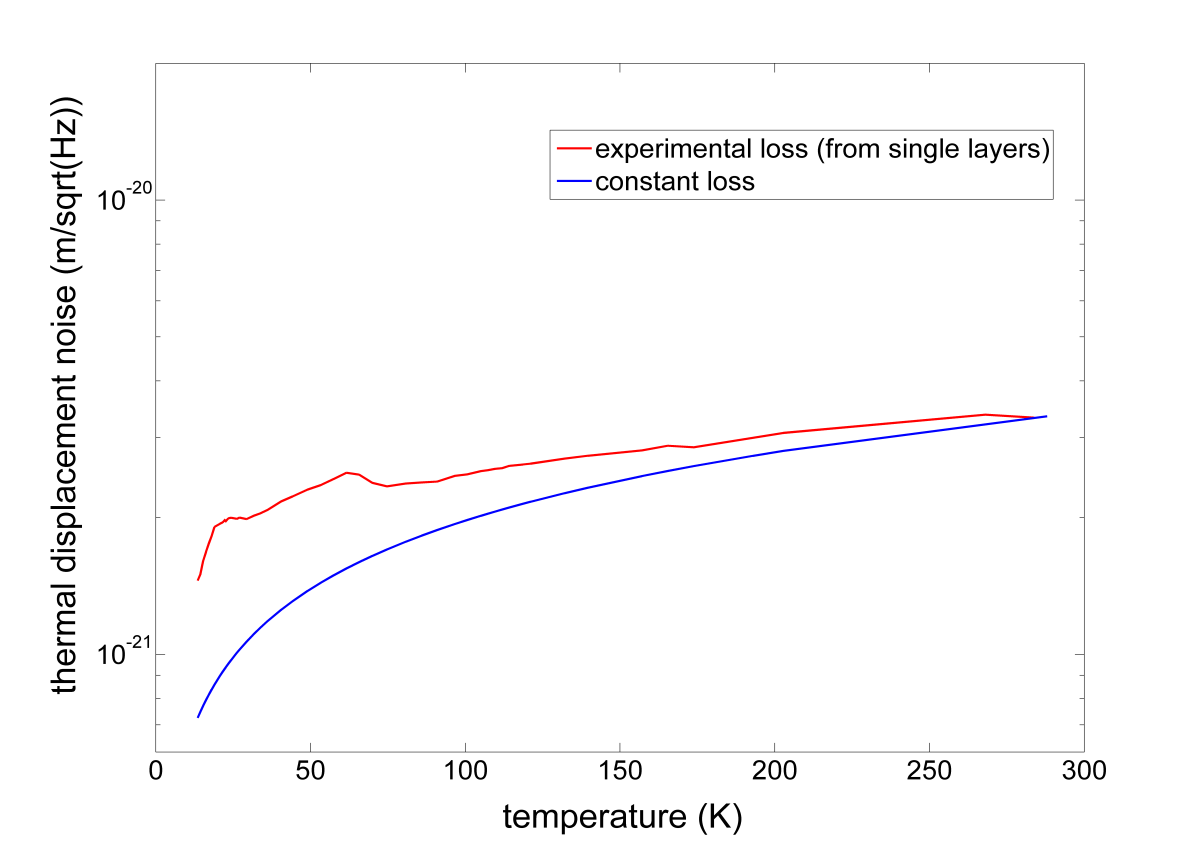 thermal displacement noise (m/sqrt(Hz))
experimental loss (from single layers)
constant loss
10-20
10-21
0 50 100 150 200 250 300
temperature (K)